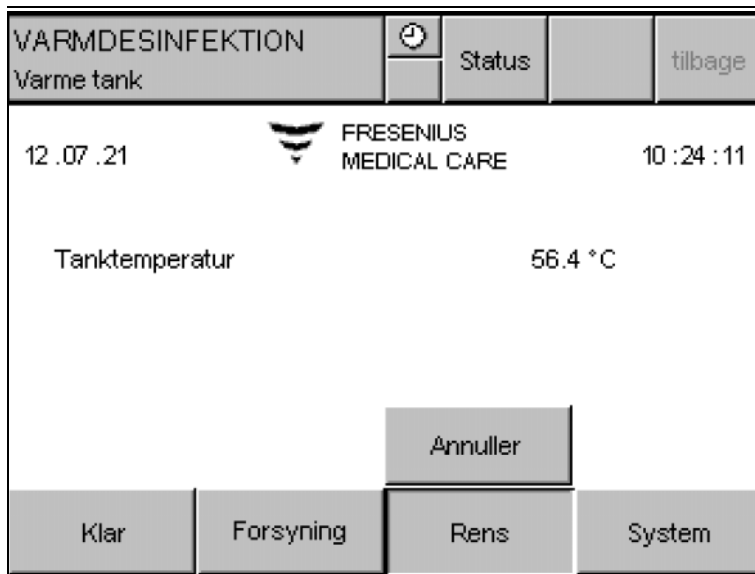 VARMDESINFEKTION
Varme tank
Status
tilbage
12 .07 .21
FRESENIUS
MEDICAL CARE
10 :24 : 11
Tanktemperatur 56.4 °C
Annuller
Klar
Forsyning
Rens
System